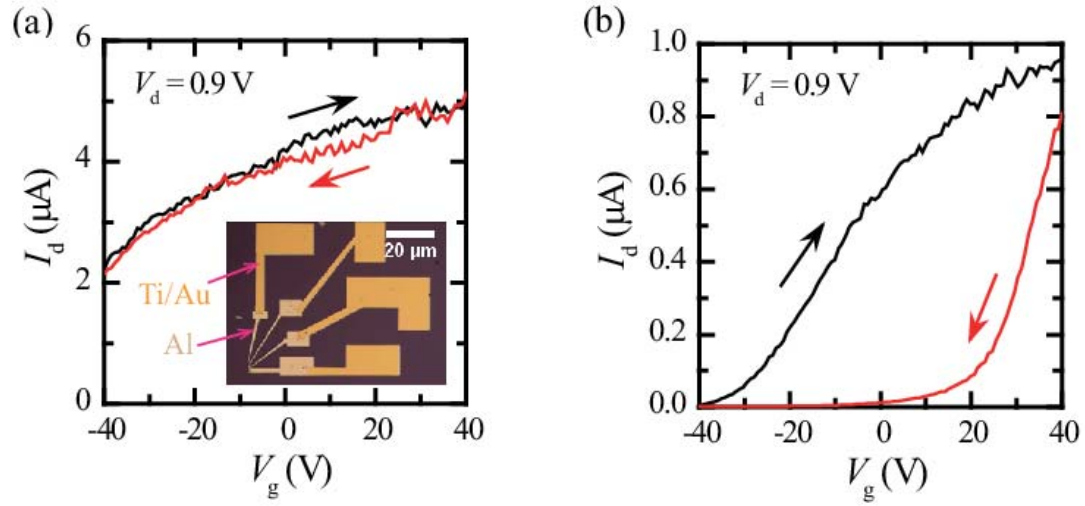 (a)
V_d = 0.9 V
6
4
2
0
I_d (μA)
-40 -20 0 20 40
V_g (V)
20 μm
Ti/Au
Al
(b)
V_d = 0.9 V
1.0
0.8
0.6
0.4
0.2
0.0
I_d (μA)
-40 -20 0 20 40
V_g (V)